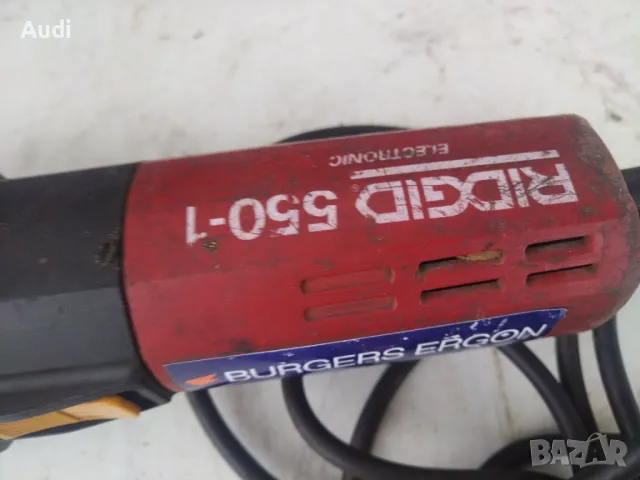 Audi
RIDGID 550-1
ELECTRONIC
BURGERS ERGON
BAZAR